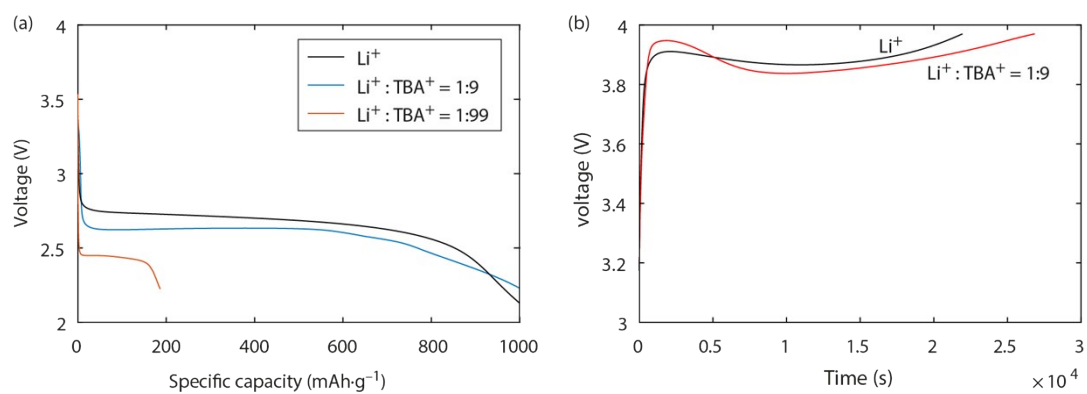 (a)
4
3.5
3
2.5
2
Voltage (V)
Li⁺
Li⁺ : TBA⁺ = 1:9
Li⁺ : TBA⁺ = 1:99
0 200 400 600 800 1000
Specific capacity (mAh·g⁻¹)
(b)
4
3.8
3.6
3.4
3.2
3
voltage (V)
Li⁺
Li⁺ : TBA⁺ = 1:9
0 0.5 1 1.5 2 2.5 3
Time (s)
×10⁴